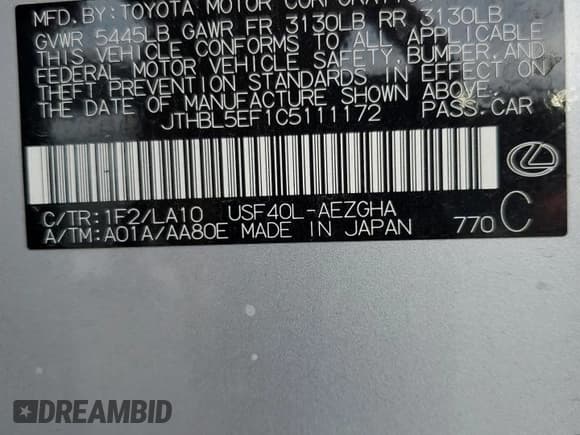 MFD. BY: TOYOTA MOTOR CORPORATION
GVWR 5445LB GAWR FR 3130LB RR 3130LB
THIS VEHICLE CONFORMS TO ALL APPLICABLE
FEDERAL MOTOR VEHICLE SAFETY, BUMPER, AND
THEFT PREVENTION STANDARDS IN EFFECT ON
THE DATE OF MANUFACTURE SHOWN ABOVE.
JTHBL5EF1C5111172 PASS. CAR
C/TR: 1F2/LA10 USF40L-AEZGHA
A/TM: A01A/AA80E MADE IN JAPAN 770 C
DREAMBID